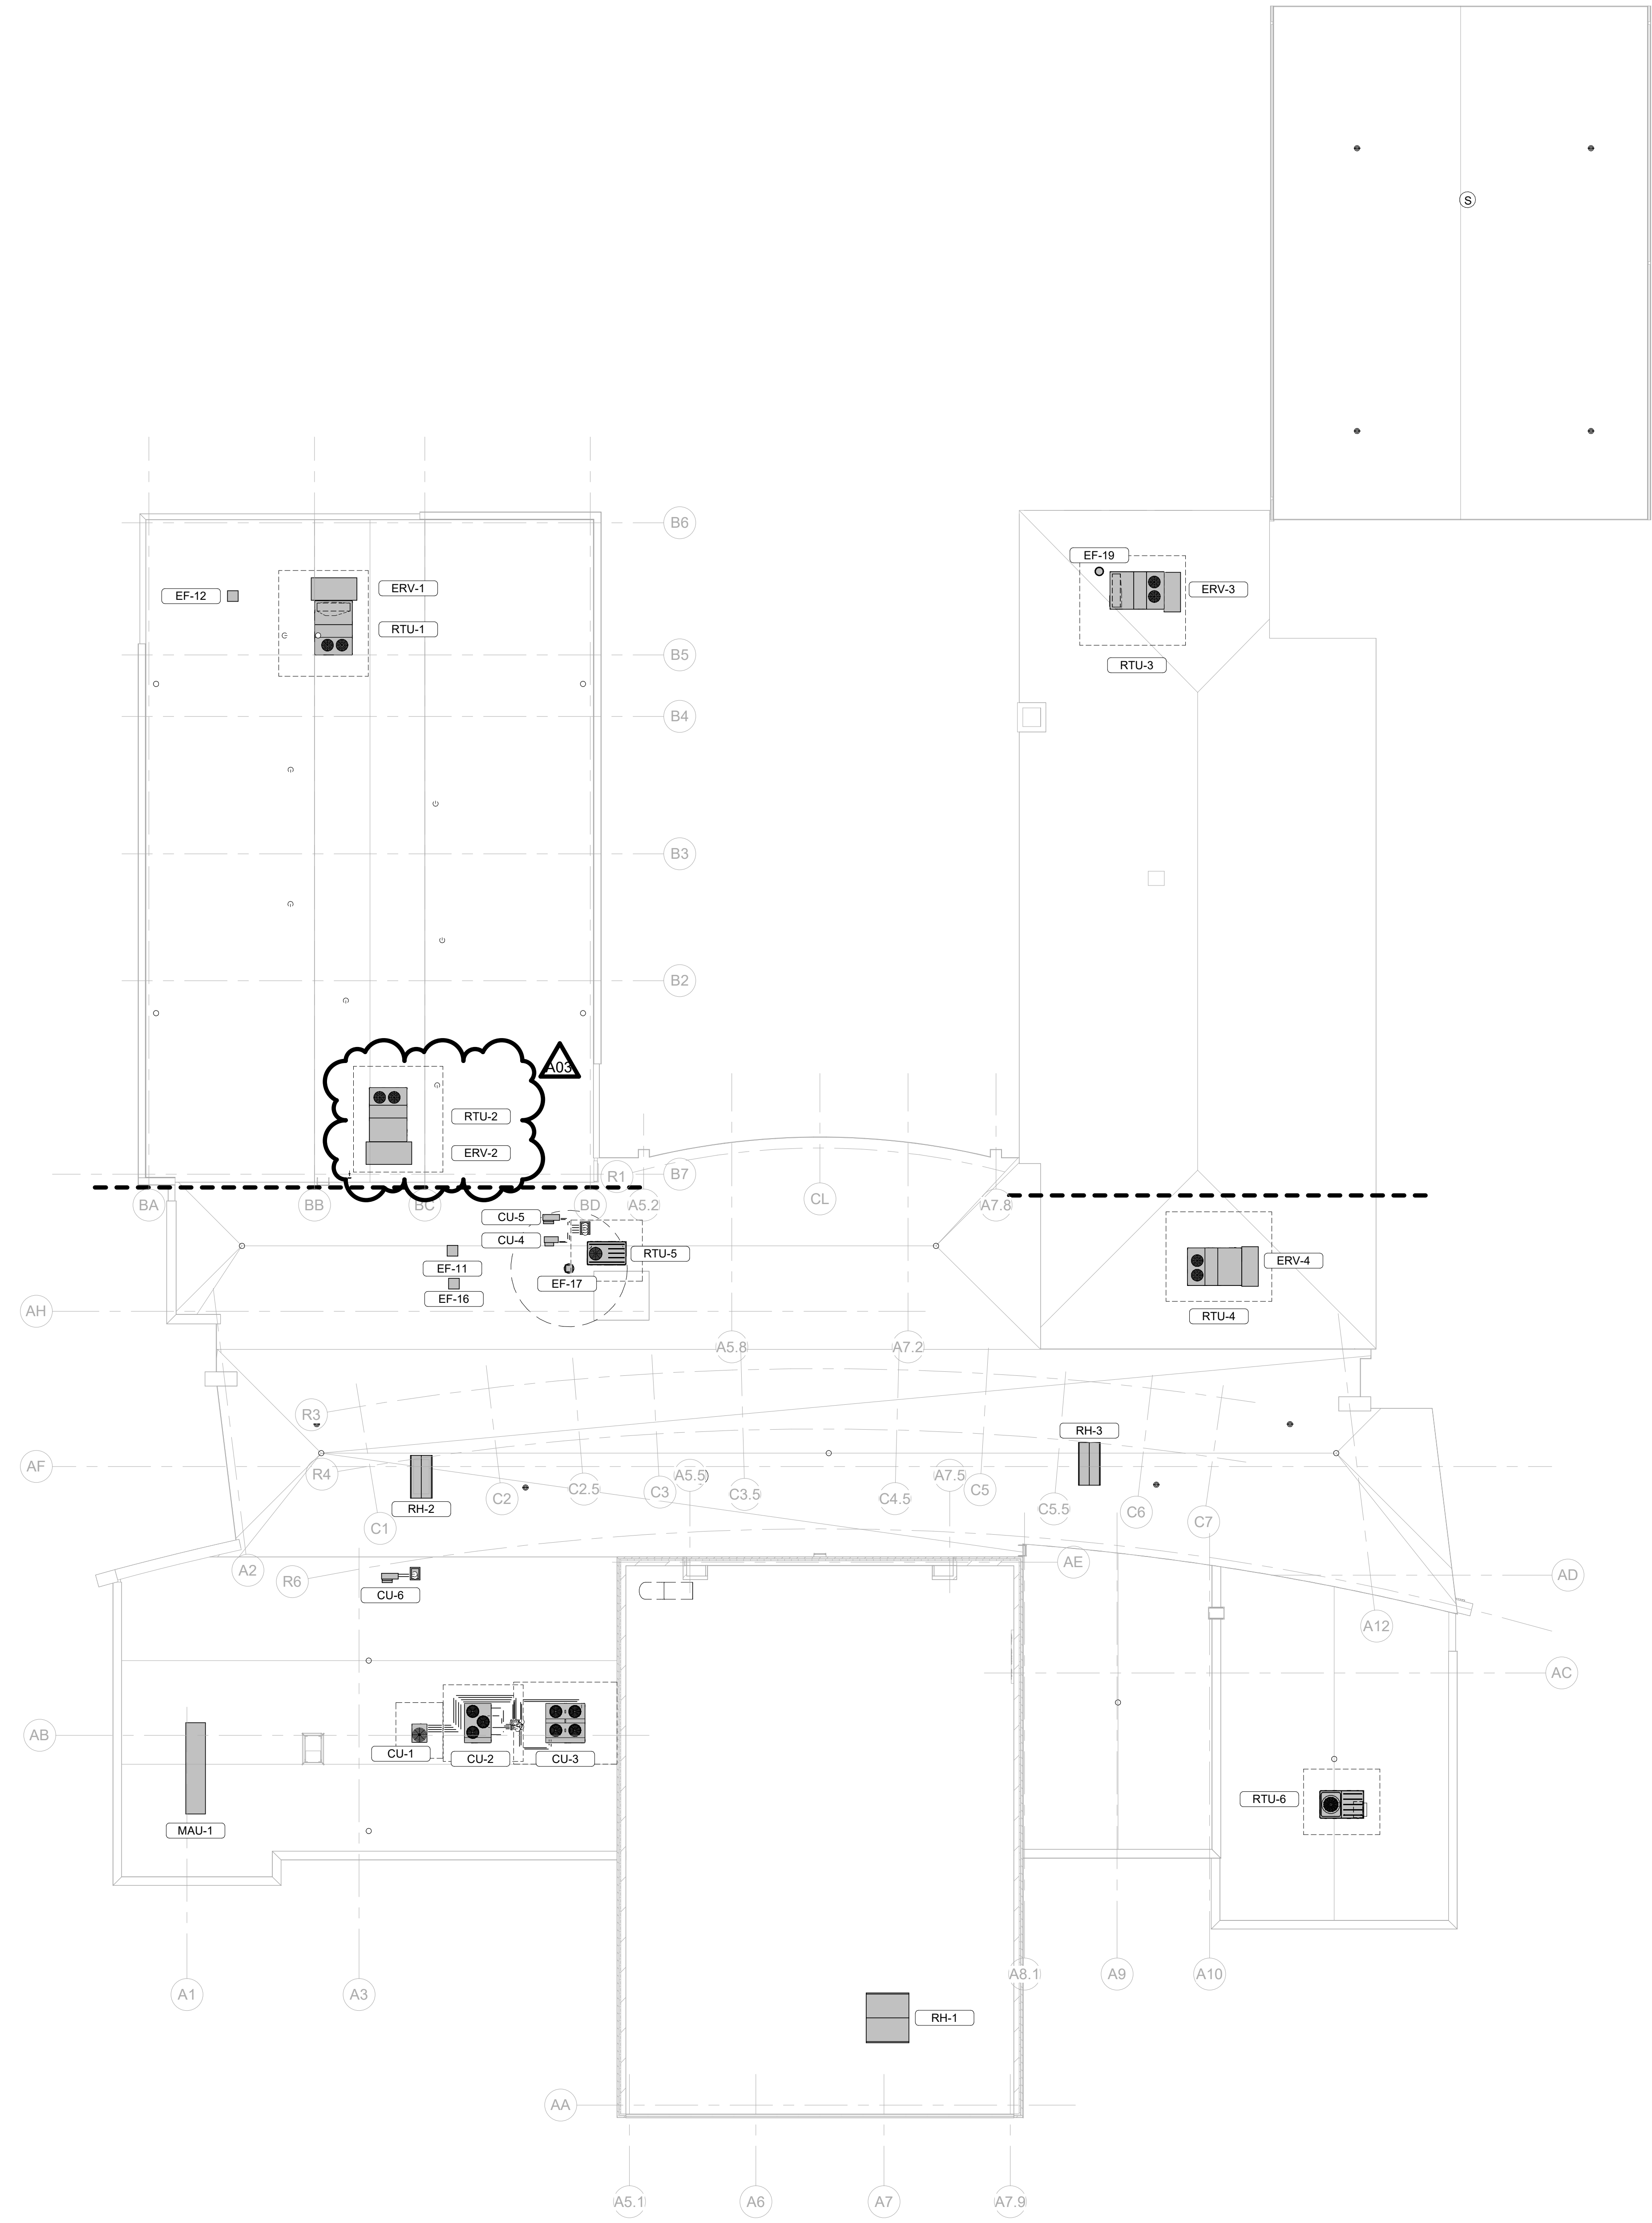 S
B6
EF-19
ERV-1
ERV-3
EF-12
RTU-1
B5
RTU-3
B4
B3
B2
A03
RTU-2
ERV-2
R1
B7
BA
BB
BC
BD
A5.2
CL
A7.8
CU-5
CU-4
RTU-5
ERV-4
EF-11
EF-17
EF-16
AH
RTU-4
A5.8
A7.2
R3
RH-3
AF
R4
A5.5
A7.5
C2.5
C3
C3.5
C5
C2
C4.5
RH-2
C5.5
C6
C7
C1
A2
AE
R6
AD
CU-6
A12
AC
AB
CU-1
CU-2
CU-3
RTU-6
MAU-1
A8.1
A9
A10
A1
A3
RH-1
AA
A5.1
A6
A7
A7.9